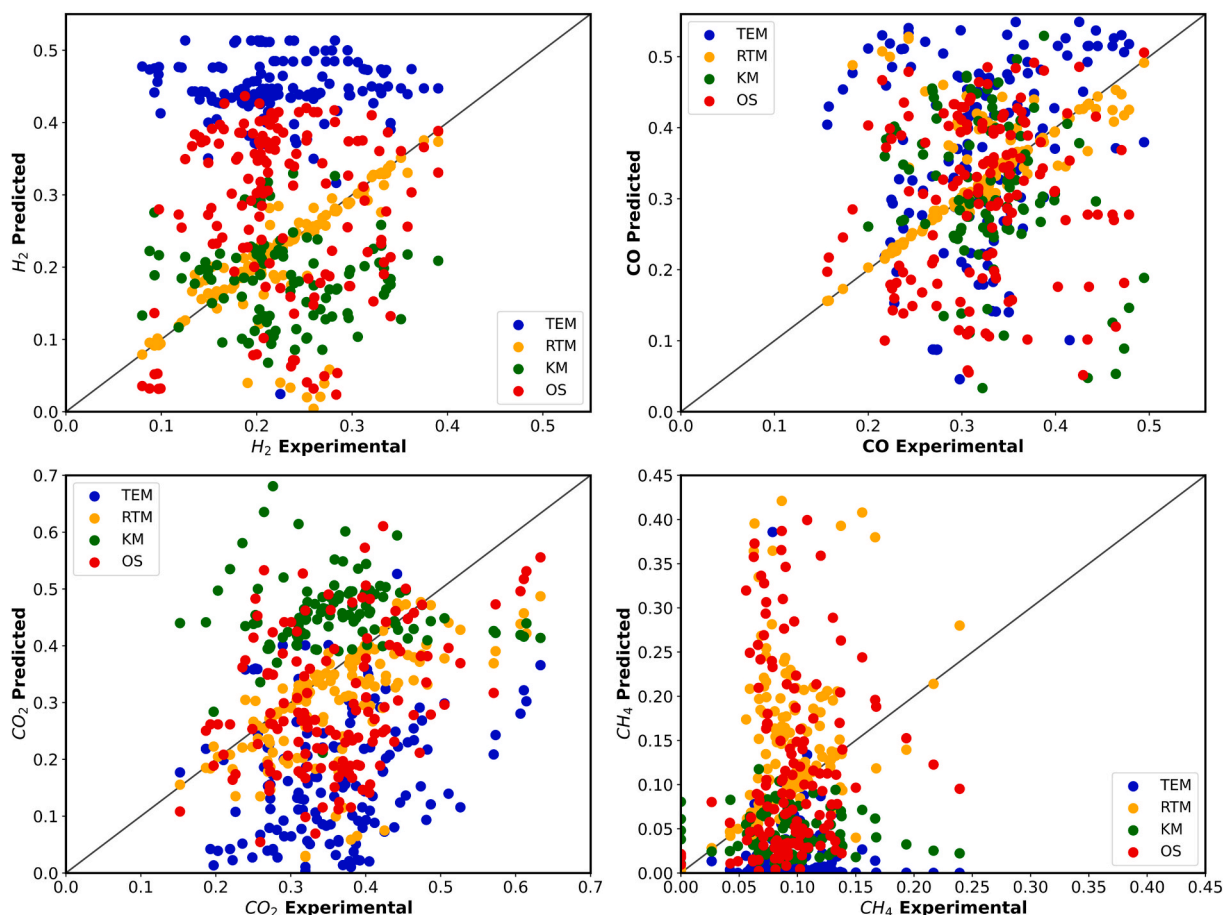 0.5
0.4
0.3
0.2
0.1
0.0
H2 Predicted
TEM
RTM
KM
OS
0.0 0.1 0.2 0.3 0.4 0.5
H2 Experimental
0.5
0.4
0.3
0.2
0.1
0.0
CO Predicted
TEM
RTM
KM
OS
0.0 0.1 0.2 0.3 0.4 0.5
CO Experimental
0.7
0.6
0.5
0.4
0.3
0.2
0.1
0.0
CO2 Predicted
TEM
RTM
KM
OS
0.0 0.1 0.2 0.3 0.4 0.5 0.6 0.7
CO2 Experimental
0.45
0.40
0.35
0.30
0.25
0.20
0.15
0.10
0.05
0.00
CH4 Predicted
TEM
RTM
KM
OS
0.00 0.05 0.10 0.15 0.20 0.25 0.30 0.35 0.40 0.45
CH4 Experimental